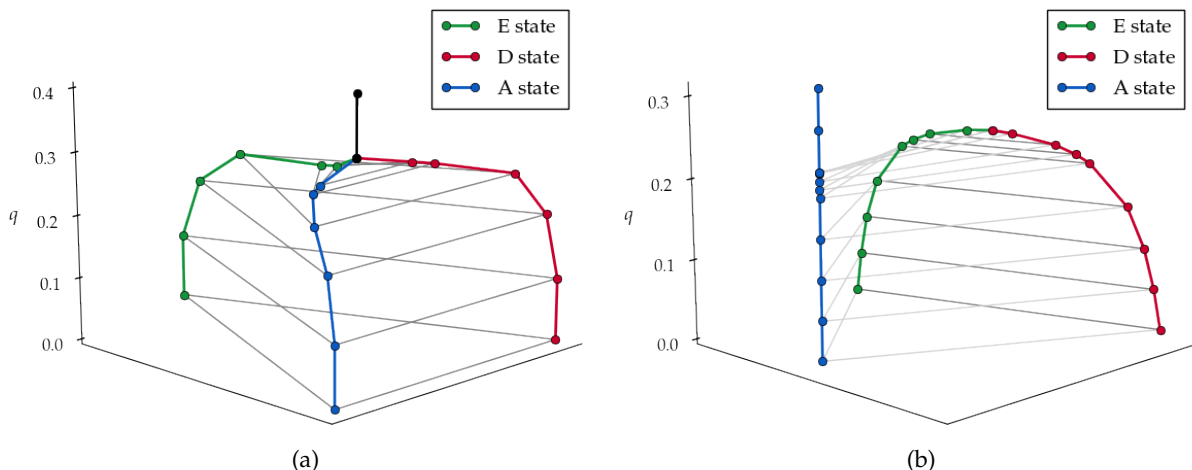 E state
D state
A state
0.4
0.3
q
0.2
0.1
0.0
(a)
E state
D state
A state
0.3
0.2
q
0.1
0.0
(b)